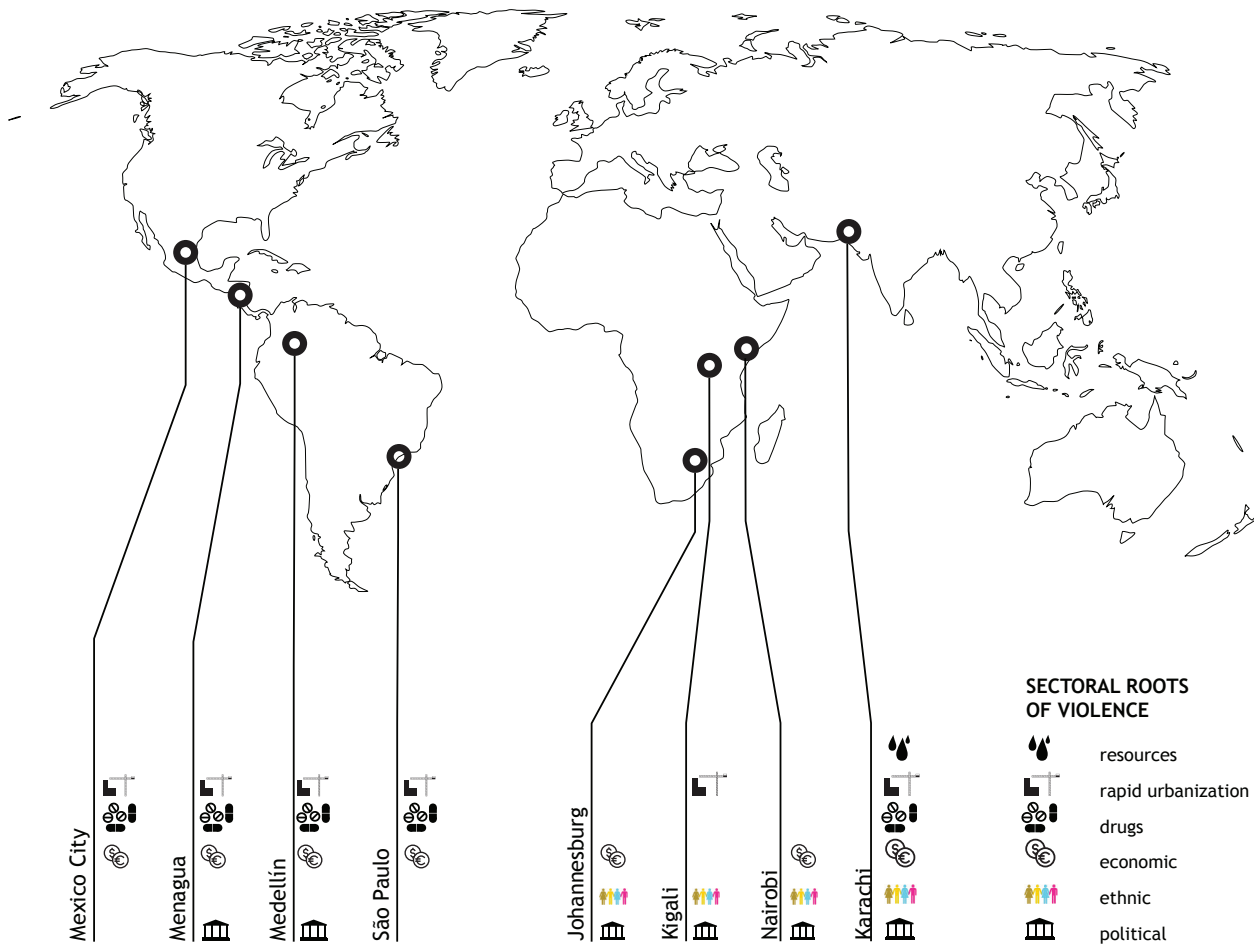 Mexico City
Menagua
Medellín
São Paulo
Johannesburg
Kigali
Nairobi
Karachi
SECTORAL ROOTS
OF VIOLENCE
resources
rapid urbanization
drugs
economic
ethnic
political